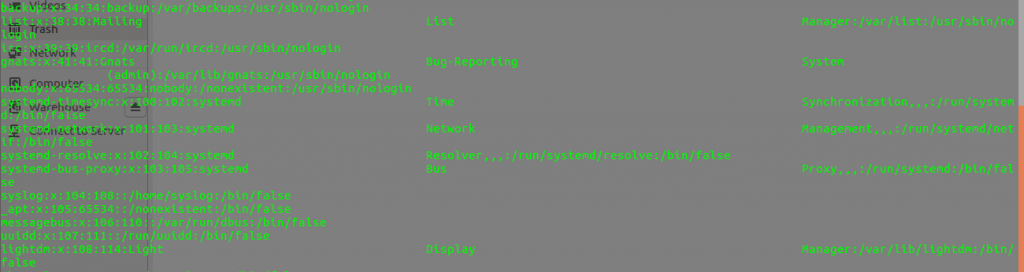 backup:x:34:34:backup:/var/backups:/usr/sbin/nologin
list:x:38:38:Mailing List Manager:/var/list:/usr/sbin/no
login
irc:x:39:39:ircd:/var/run/ircd:/usr/sbin/nologin
gnats:x:41:41:Gnats Bug-Reporting System
(admin):/var/lib/gnats:/usr/sbin/nologin
nobody:x:65534:65534:nobody:/nonexistent:/usr/sbin/nologin
systemd-timesync:x:100:102:systemd Time Synchronization,,,:/run/system
d:/bin/false
systemd-network:x:101:103:systemd Network Management,,,:/run/systemd/net
if:/bin/false
systemd-resolve:x:102:104:systemd Resolver,,,:/run/systemd/resolve:/bin/false
systemd-bus-proxy:x:103:105:systemd Bus Proxy,,,:/run/systemd:/bin/fal
se
syslog:x:104:108::/home/syslog:/bin/false
_apt:x:105:65534::/nonexistent:/bin/false
messagebus:x:106:110::/var/run/dbus:/bin/false
uuidd:x:107:111::/run/uuidd:/bin/false
lightdm:x:108:114:Light Display Manager:/var/lib/lightdm:/bin/
false
Videos
Trash
Network
Computer
Warehouse
Connect to Server